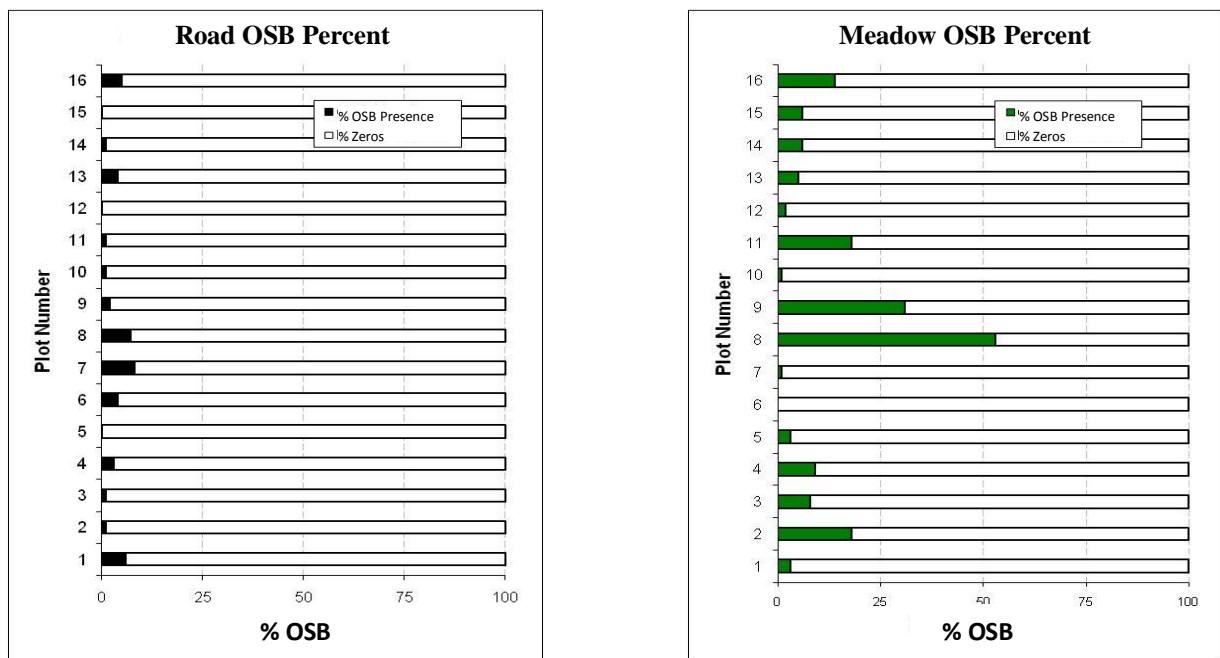 Road OSB Percent
16
15
14
13
12
11
10
9
8
7
6
5
4
3
2
1
Plot Number
% OSB Presence
% Zeros
0 25 50 75 100
% OSB
Meadow OSB Percent
16
15
14
13
12
11
10
9
8
7
6
5
4
3
2
1
Plot Number
% OSB Presence
% Zeros
0 25 50 75 100
% OSB